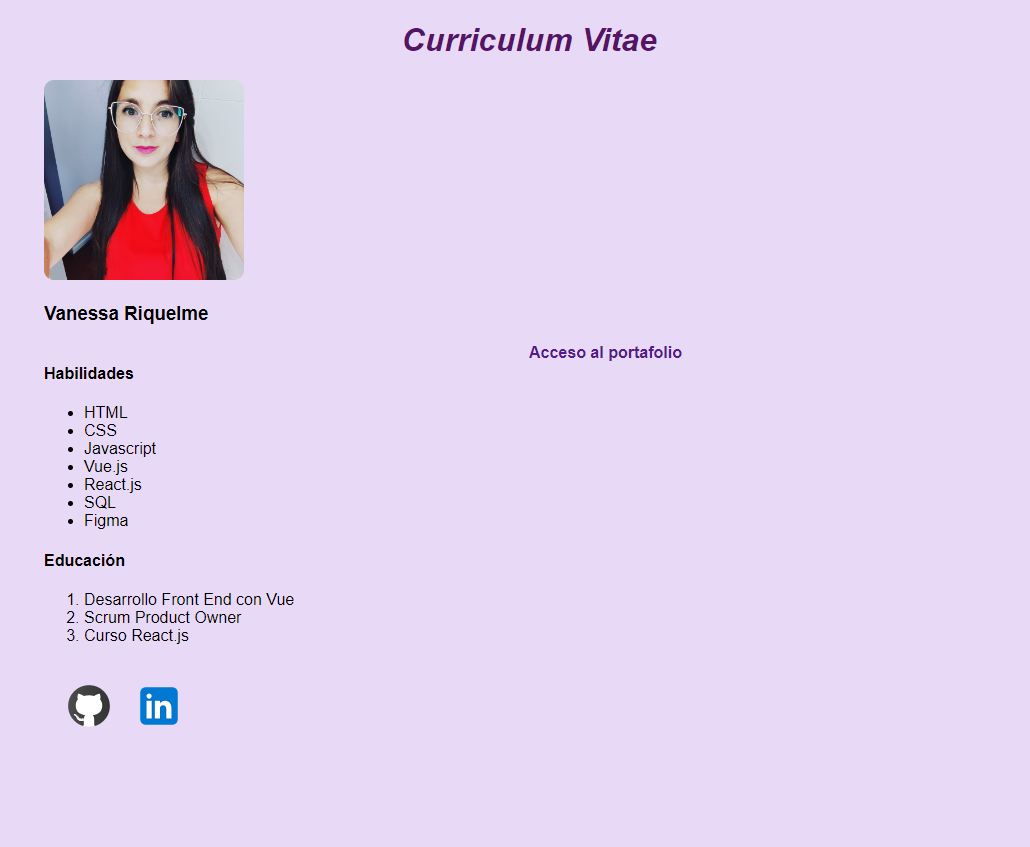 Curriculum Vitae
Vanessa Riquelme
Acceso al portafolio
Habilidades
• HTML
• CSS
• Javascript
• Vue.js
• React.js
• SQL
• Figma
Educación
1. Desarrollo Front End con Vue
2. Scrum Product Owner
3. Curso React.js
in